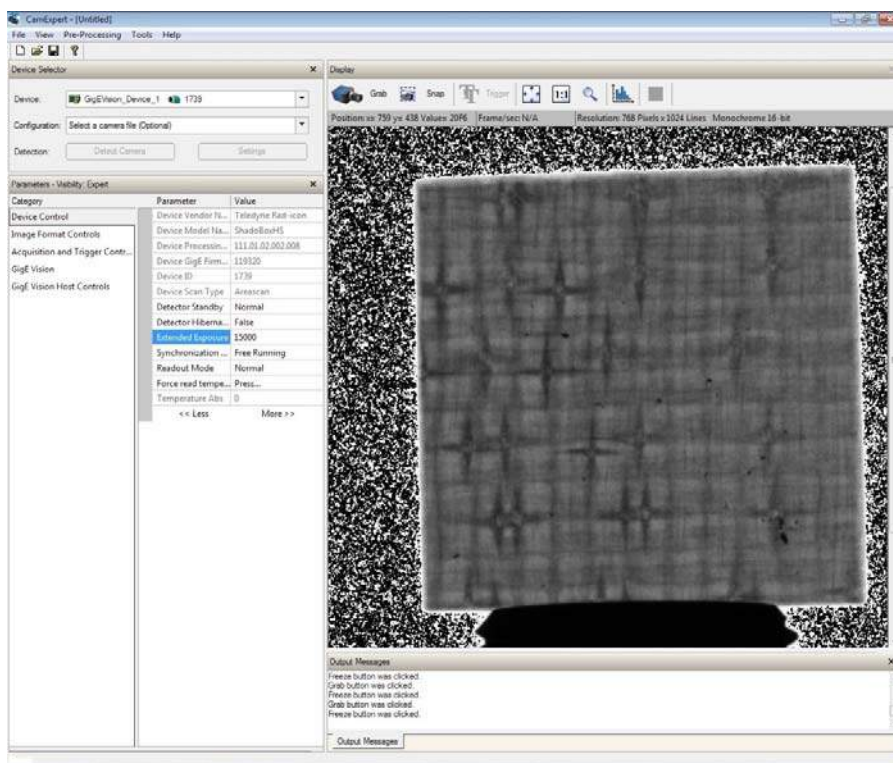 CamExpert - [Untitled]
File View Pre-Processing Tools Help
Device Selector
Device: GigEVision_Device_1 1739
Configuration: Select a camera file (Optional)
Detection: Detect Camera Settings
Parameters - Visibility: Expert
Category
Device Control
Image Format Controls
Acquisition and Trigger Contr...
GigE Vision
GigE Vision Host Controls
Parameter Value
Device Vendor N... Teledyne Rad-icon
Device Model Na... ShadoBoxHS
Device Processin... 111.01.02.002.008
Device GigE Firm... 119320
Device ID 1739
Device Scan Type Areascan
Detector Standby Normal
Detector Hiberna... False
Extended Exposure 15000
Synchronization ... Free Running
Readout Mode Normal
Force read tempe... Press...
Temperature Abs 0
<< Less More >>
Display
Grab Snap Trigger 1:1
Position: x= 759 y= 438 Value= 20F6 Frame/sec: N/A Resolution: 768 Pixels x 1024 Lines Monochrome 16-bit
Output Messages
Freeze button was clicked.
Grab button was clicked.
Freeze button was clicked.
Grab button was clicked.
Freeze button was clicked.
Output Messages